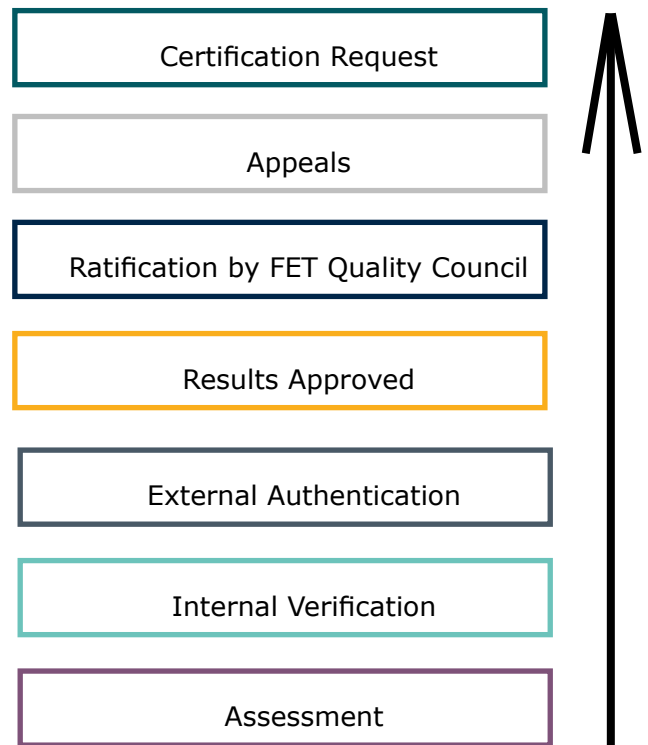 Certification Request
Appeals
Ratification by FET Quality Council
Results Approved
External Authentication
Internal Verification
Assessment